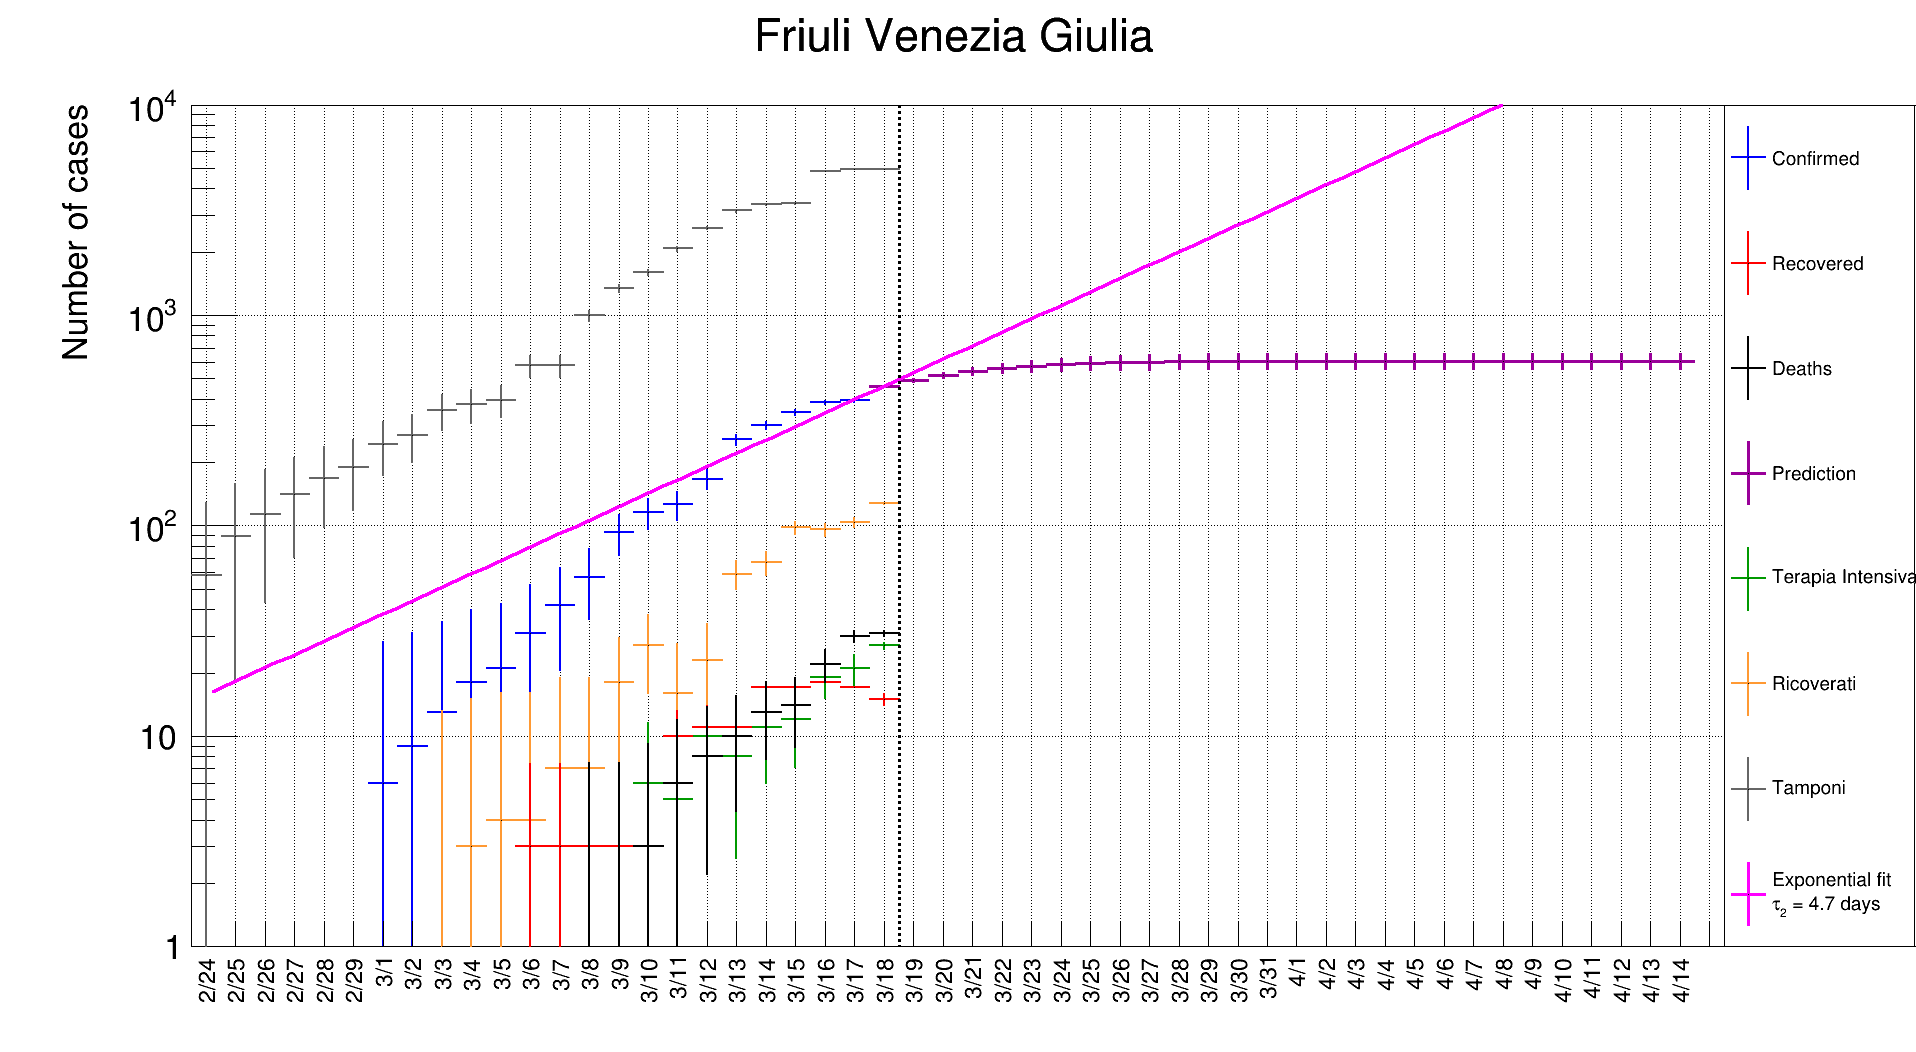 Friuli Venezia Giulia
Number of cases
10⁴
10³
10²
10
1
2/24 2/25 2/26 2/27 2/28 2/29 3/1 3/2 3/3 3/4 3/5 3/6 3/7 3/8 3/9 3/10 3/11 3/12 3/13 3/14 3/15 3/16 3/17 3/18 3/19 3/20 3/21 3/22 3/23 3/24 3/25 3/26 3/27 3/28 3/29 3/30 3/31 4/1 4/2 4/3 4/4 4/5 4/6 4/7 4/8 4/9 4/10 4/11 4/12 4/13 4/14
Confirmed
Recovered
Deaths
Prediction
Terapia Intensiva
Ricoverati
Tamponi
Exponential fit
τ₂ = 4.7 days